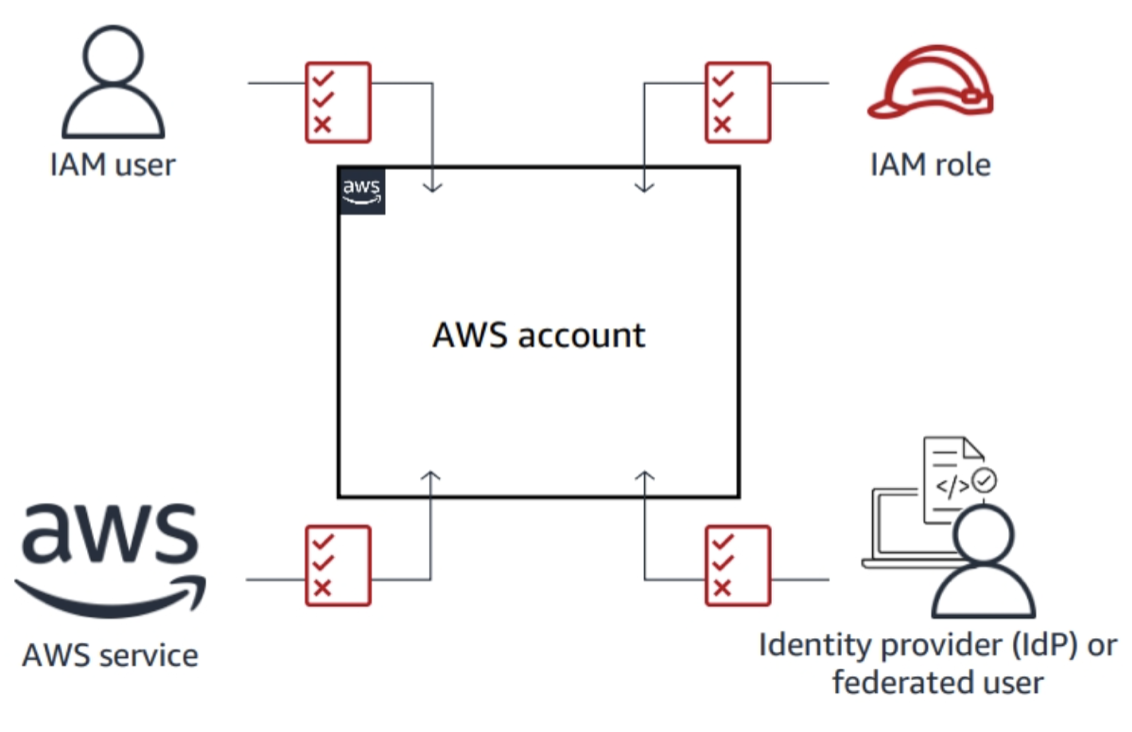 IAM user
IAM role
aws
AWS account
</>
aws
AWS service
Identity provider (IdP) or
federated user